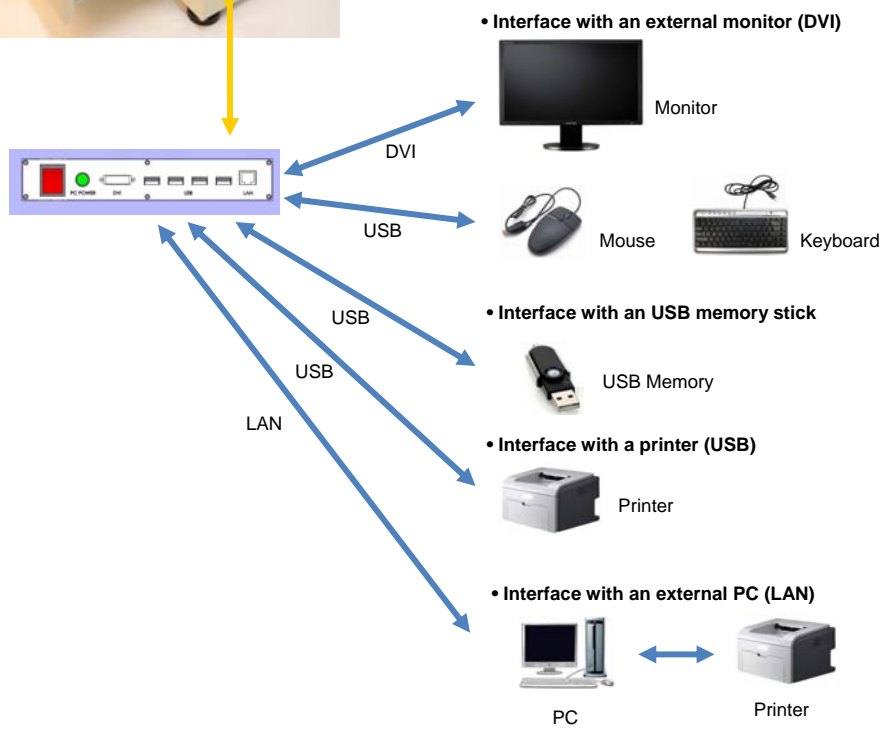 • Interface with an external monitor (DVI)
Monitor
DVI
PC POWER
DVI
USB
LAN
USB
Mouse
Keyboard
• Interface with an USB memory stick
USB
USB Memory
USB
LAN
• Interface with a printer (USB)
Printer
• Interface with an external PC (LAN)
PC
Printer